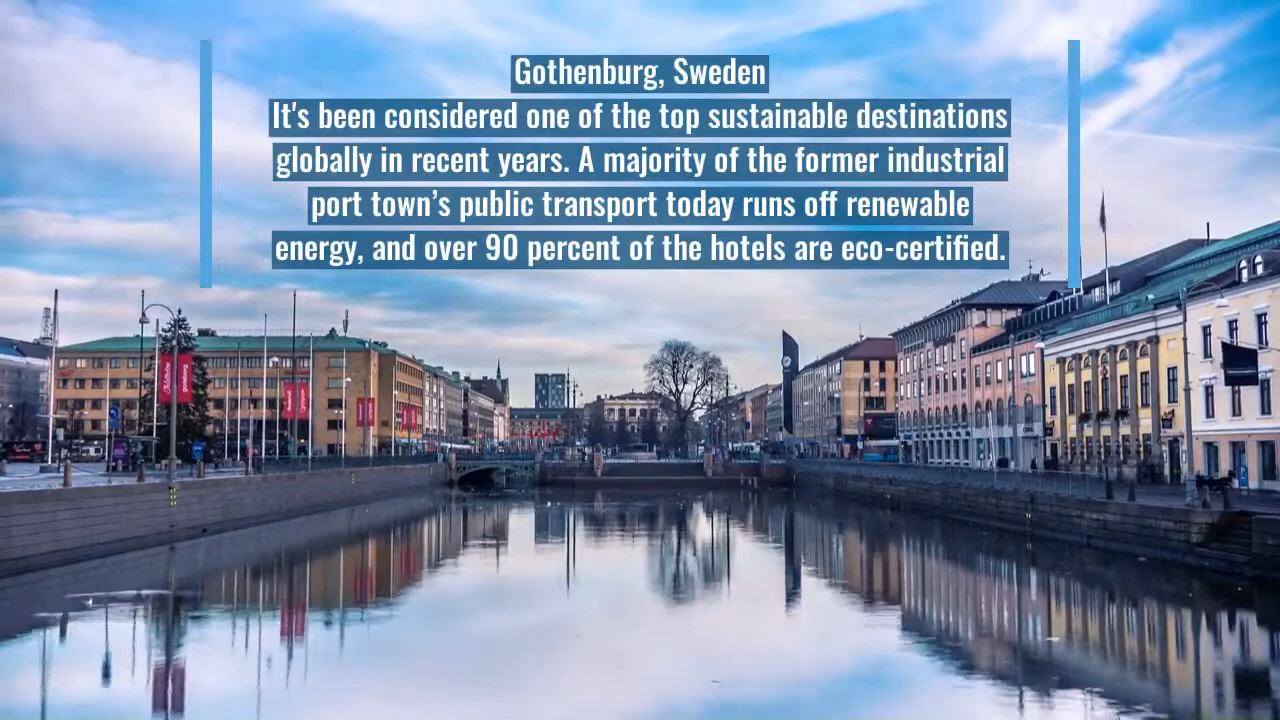 Gothenburg, Sweden
It's been considered one of the top sustainable destinations
globally in recent years. A majority of the former industrial
port town’s public transport today runs off renewable
energy, and over 90 percent of the hotels are eco-certified.